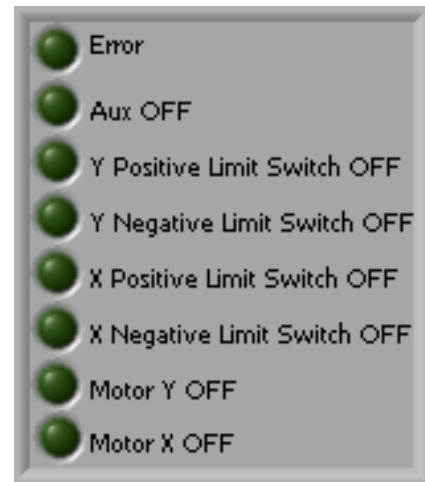 Error
Aux OFF
Y Positive Limit Switch OFF
Y Negative Limit Switch OFF
X Positive Limit Switch OFF
X Negative Limit Switch OFF
Motor Y OFF
Motor X OFF